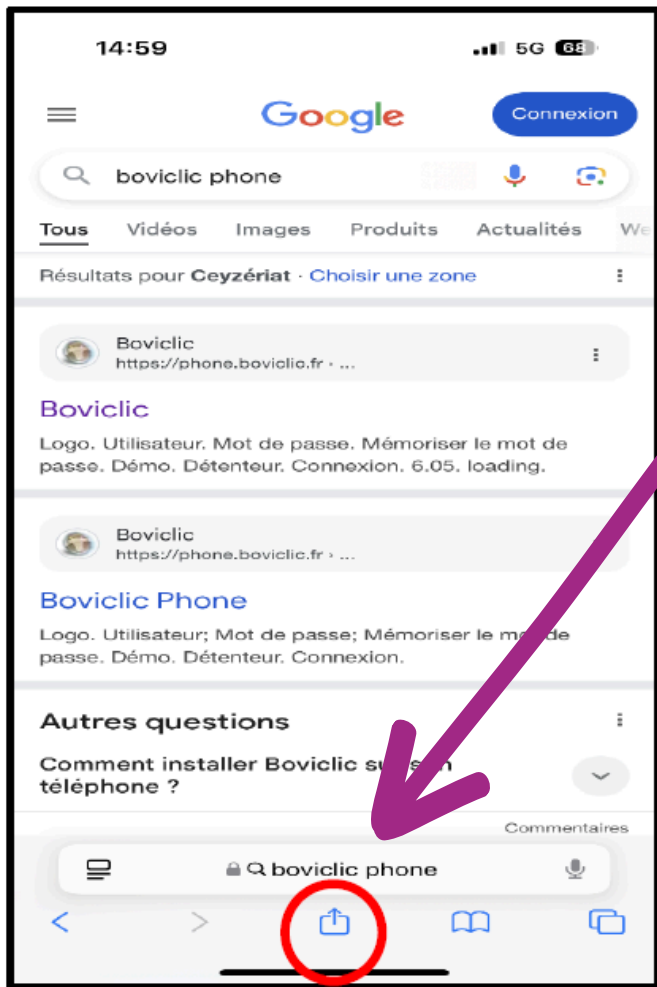 14:59 5G 68
Google Connexion
boviclic phone
Tous Vidéos Images Produits Actualités We
Résultats pour Ceyzériat · Choisir une zone
Boviclic
https://phone.boviclic.fr › ...
Boviclic
Logo. Utilisateur. Mot de passe. Mémoriser le mot de
passe. Démo. Détenteur. Connexion. 6.05. loading.
Boviclic
https://phone.boviclic.fr › ...
Boviclic Phone
Logo. Utilisateur; Mot de passe; Mémoriser le de
passe. Démo. Détenteur. Connexion.
Autres questions
Comment installer Boviclic
téléphone ?
Commentaires
boviclic phone